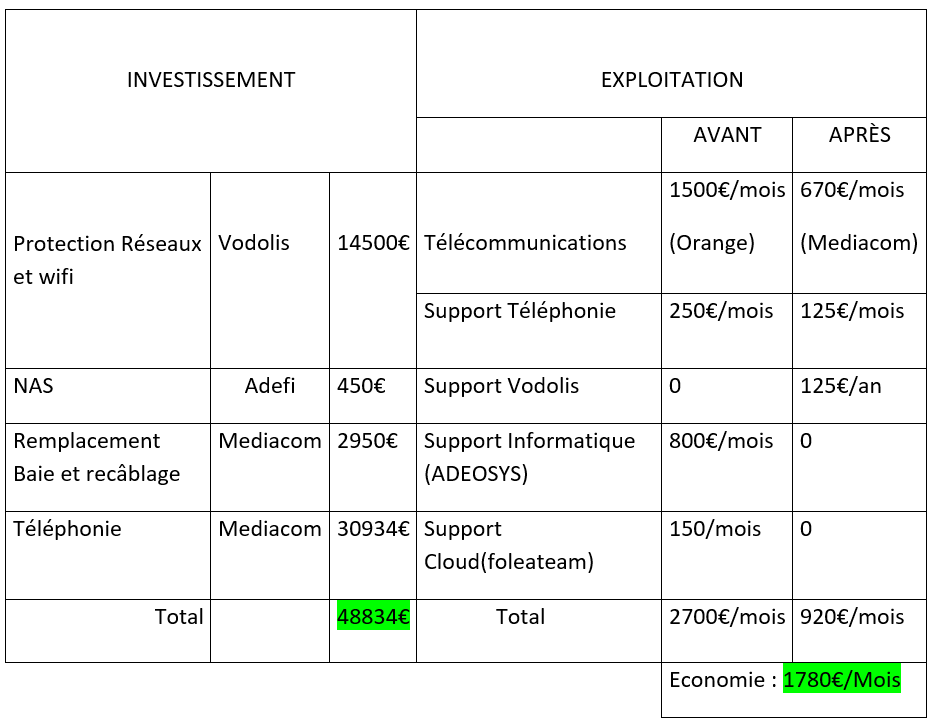 INVESTISSEMENT
EXPLOITATION
AVANT
APRÈS
Protection Réseaux
et wifi
Vodolis
14500€
Télécommunications
1500€/mois
(Orange)
670€/mois
(Mediacom)
Support Téléphonie
250€/mois
125€/mois
NAS
Adefi
450€
Support Vodolis
0
125€/an
Remplacement
Baie et recâblage
Mediacom
2950€
Support Informatique
(ADEOSYS)
800€/mois
0
Téléphonie
Mediacom
30934€
Support
Cloud(foleateam)
150/mois
0
Total
48834€
Total
2700€/mois
920€/mois
Economie : 1780€/Mois